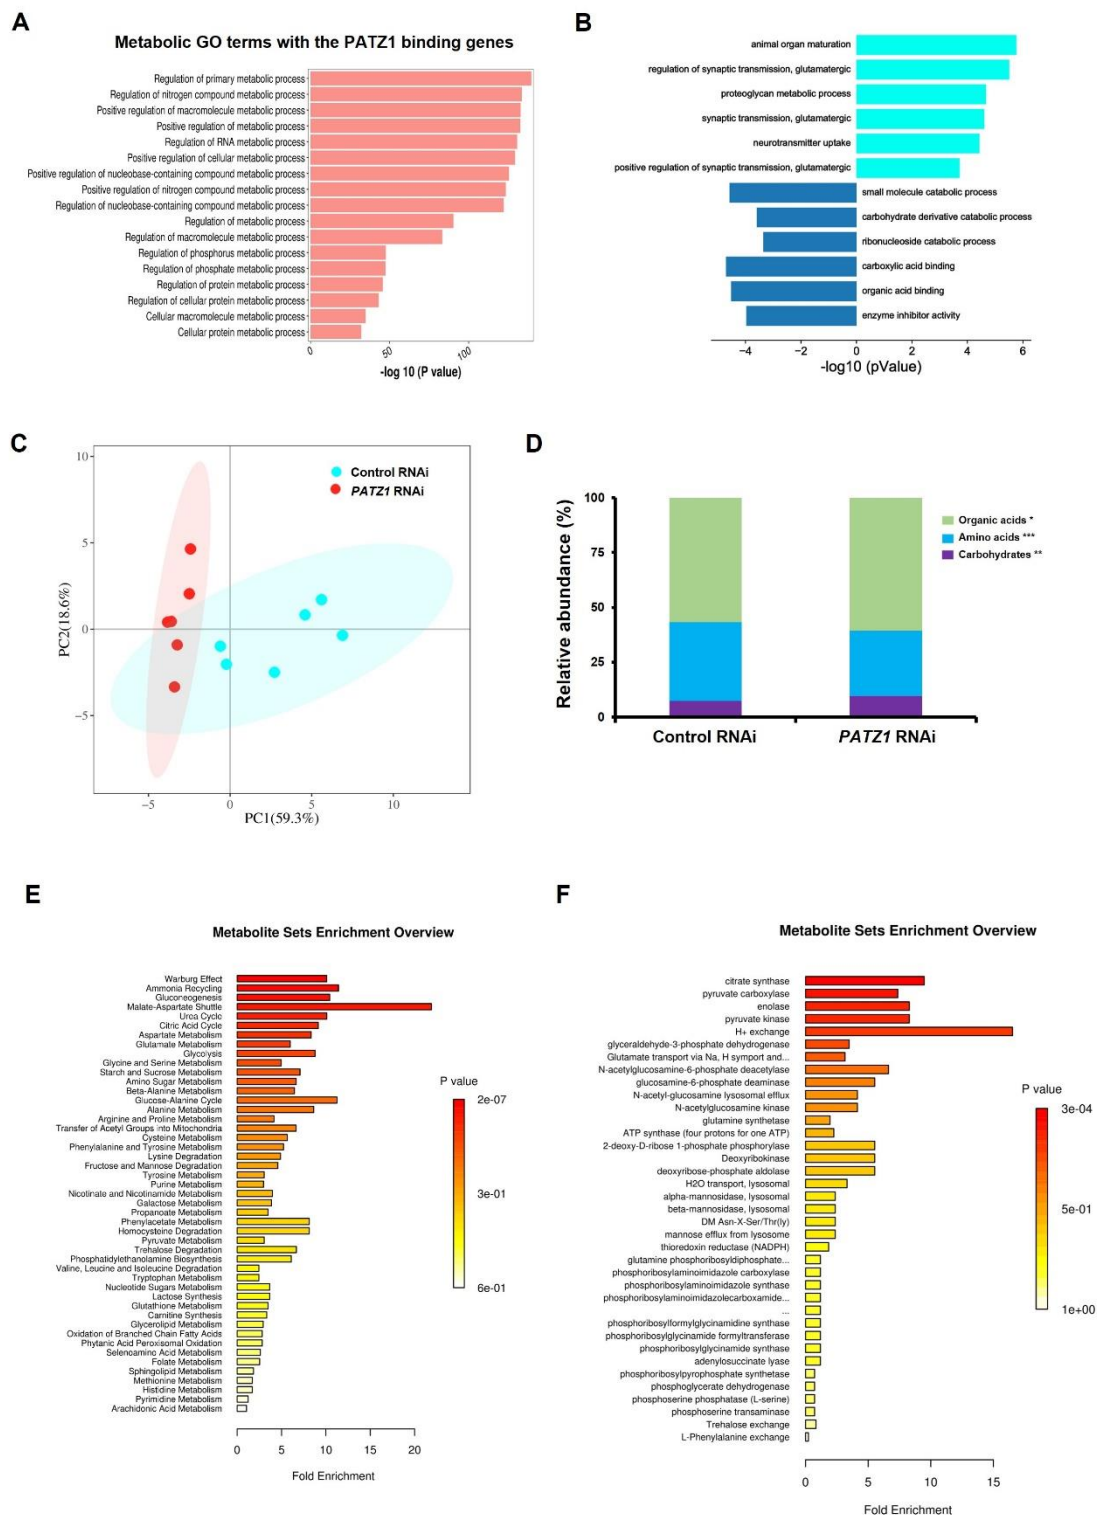 A
Metabolic GO terms with the PATZ1 binding genes
Regulation of primary metabolic process
Regulation of nitrogen compound metabolic process
Positive regulation of macromolecule metabolic process
Positive regulation of metabolic process
Regulation of RNA metabolic process
Positive regulation of cellular metabolic process
Positive regulation of nucleobase-containing compound metabolic process
Positive regulation of nitrogen compound metabolic process
Regulation of nucleobase-containing compound metabolic process
Regulation of metabolic process
Regulation of macromolecule metabolic process
Regulation of phosphorus metabolic process
Regulation of phosphate metabolic process
Regulation of protein metabolic process
Regulation of cellular protein metabolic process
Cellular macromolecule metabolic process
Cellular protein metabolic process
0 50 100
-log 10 (P value)
B
animal organ maturation
regulation of synaptic transmission, glutamatergic
proteoglycan metabolic process
synaptic transmission, glutamatergic
neurotransmitter uptake
positive regulation of synaptic transmission, glutamatergic
small molecule catabolic process
carbohydrate derivative catabolic process
ribonucleoside catabolic process
carboxylic acid binding
organic acid binding
enzyme inhibitor activity
−4 −2 0 2 4 6
-log10 (pValue)
C
10
5
0
−5
PC2(18.6%)
Control RNAi
PATZ1 RNAi
−5 0 5 10
PC1(59.3%)
D
Relative abundance (%)
100
75
50
25
0
Organic acids *
Amino acids ***
Carbohydrates **
Control RNAi PATZ1 RNAi
E
Metabolite Sets Enrichment Overview
Warburg Effect
Ammonia Recycling
Gluconeogenesis
Malate-Aspartate Shuttle
Urea Cycle
Citric Acid Cycle
Aspartate Metabolism
Glutamate Metabolism
Glycolysis
Glycine and Serine Metabolism
Starch and Sucrose Metabolism
Amino Sugar Metabolism
Beta-Alanine Metabolism
Glucose-Alanine Cycle
Alanine Metabolism
Arginine and Proline Metabolism
Transfer of Acetyl Groups into Mitochondria
Cysteine Metabolism
Phenylalanine and Tyrosine Metabolism
Lysine Degradation
Fructose and Mannose Degradation
Tyrosine Metabolism
Purine Metabolism
Nicotinate and Nicotinamide Metabolism
Galactose Metabolism
Propanoate Metabolism
Phenylacetate Metabolism
Homocysteine Degradation
Pyruvate Metabolism
Trehalose Degradation
Phosphatidylethanolamine Biosynthesis
Valine, Leucine and Isoleucine Degradation
Tryptophan Metabolism
Nucleotide Sugars Metabolism
Lactose Synthesis
Glutathione Metabolism
Carnitine Synthesis
Glycerolipid Metabolism
Oxidation of Branched Chain Fatty Acids
Phytanic Acid Peroxisomal Oxidation
Selenoamino Acid Metabolism
Folate Metabolism
Sphingolipid Metabolism
Methionine Metabolism
Histidine Metabolism
Pyrimidine Metabolism
Arachidonic Acid Metabolism
0 5 10 15 20
Fold Enrichment
P value
2e-07
3e-01
6e-01
F
Metabolite Sets Enrichment Overview
citrate synthase
pyruvate carboxylase
enolase
pyruvate kinase
H+ exchange
glyceraldehyde-3-phosphate dehydrogenase
Glutamate transport via Na, H symport and...
N-acetylglucosamine-6-phosphate deacetylase
glucosamine-6-phosphate deaminase
N-acetyl-glucosamine lysosomal efflux
N-acetylglucosamine kinase
glutamine synthetase
ATP synthase (four protons for one ATP)
2-deoxy-D-ribose 1-phosphate phosphorylase
Deoxyribokinase
deoxyribose-phosphate aldolase
H2O transport, lysosomal
alpha-mannosidase, lysosomal
beta-mannosidase, lysosomal
DM Asn-X-Ser/Thr(ly)
mannose efflux from lysosome
thioredoxin reductase (NADPH)
glutamine phosphoribosyldiphosphate...
phosphoribosylaminoimidazole carboxylase
phosphoribosylaminoimidazole synthase
phosphoribosylaminoimidazolecarboxamide...
...
phosphoribosylformylglycinamidine synthase
phosphoribosylglycinamide formyltransferase
phosphoribosylglycinamide synthase
adenylosuccinate lyase
phosphoribosylpyrophosphate synthetase
phosphoglycerate dehydrogenase
phosphoserine phosphatase (L-serine)
phosphoserine transaminase
Trehalose exchange
L-Phenylalanine exchange
0 5 10 15
Fold Enrichment
P value
3e-04
5e-01
1e+00